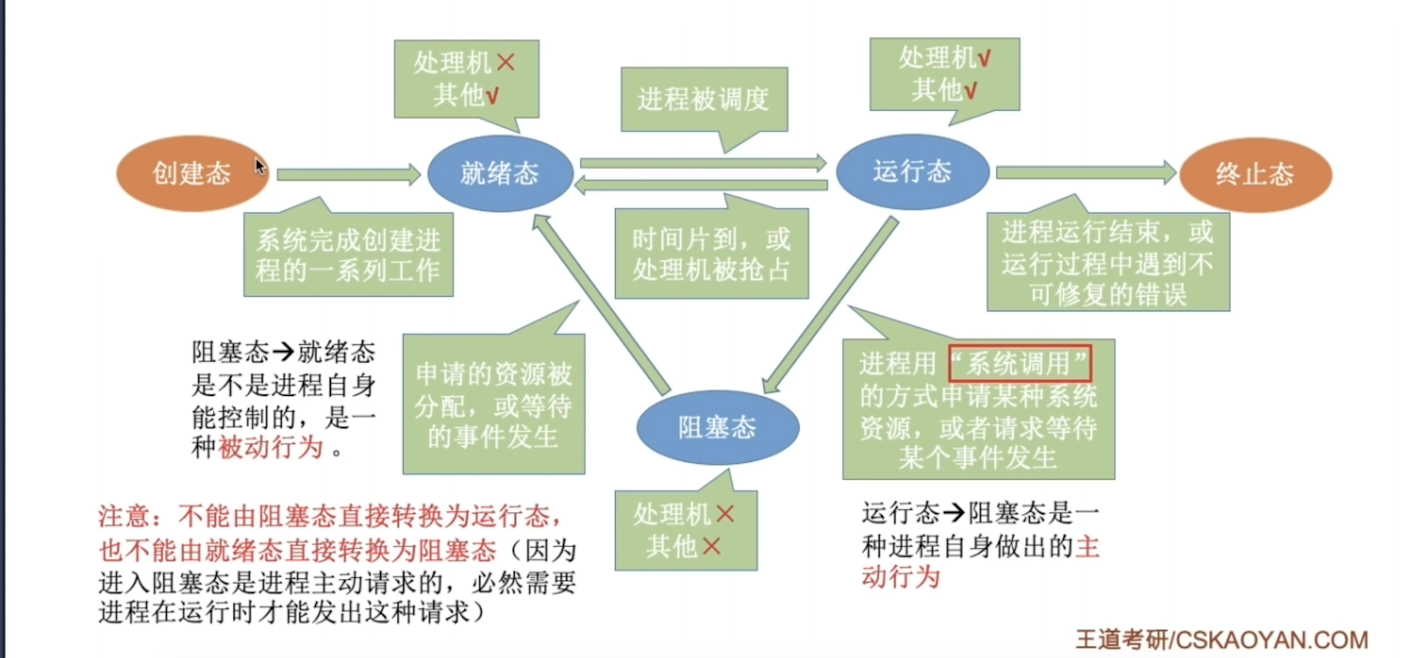 处理机×
其他√
进程被调度
处理机√
其他√
创建态
就绪态
运行态
终止态
系统完成创建进
程的一系列工作
时间片到，或
处理机被抢占
进程运行结束，或
运行过程中遇到不
可修复的错误
阻塞态→就绪态
是不是进程自身
能控制的，是一
种被动行为 。
申请的资源被
分配，或等待
的事件发生
阻塞态
进程用“系统调用”
的方式申请某种系统
资源，或者请求等待
某个事件发生
处理机×
其他×
运行态→阻塞态是一
种进程自身做出的主
动行为
注意：不能由阻塞态直接转换为运行态，
也不能由就绪态直接转换为阻塞态（因为
进入阻塞态是进程主动请求的，必然需要
进程在运行时才能发出这种请求）
王道考研/CSKAOYAN.COM